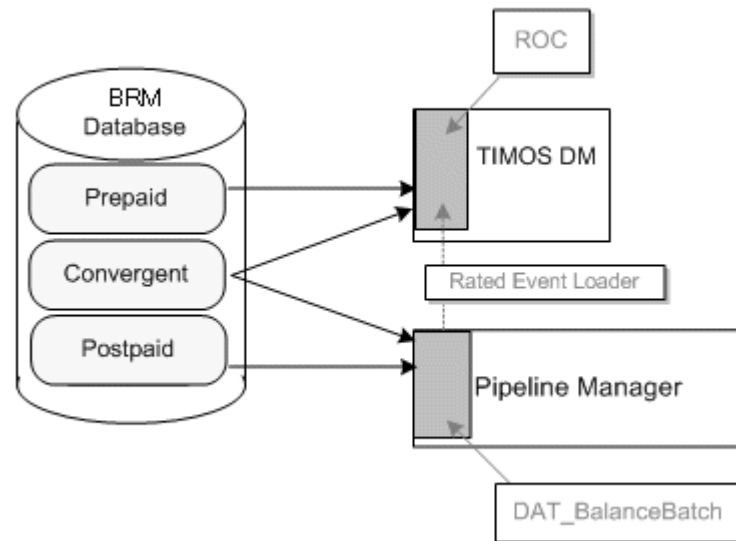 ROC
BRM
Database
TIMOS DM
Prepaid
Convergent
Rated Event Loader
Postpaid
Pipeline Manager
DAT_BalanceBatch